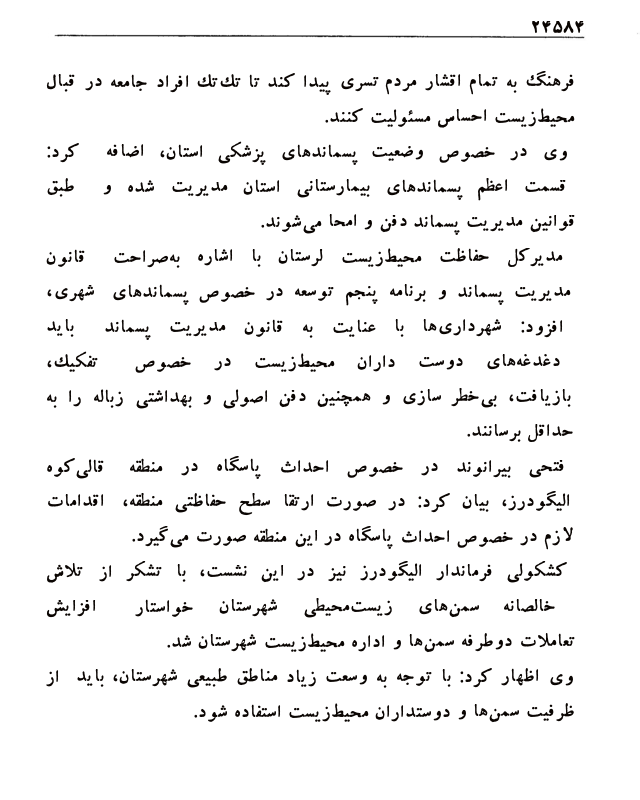 ۲۴۵۸۴
فرهنگ به تمام اقشار مردم تسری پیدا کند تا تك‌تك افراد جامعه در قبال
محیط‌زیست احساس مسئولیت کنند.
وی در خصوص وضعیت پسماندهای پزشکی استان، اضافه کرد:
قسمت اعظم پسماندهای بیمارستانی استان مدیریت شده و طبق
قوانین مدیریت پسماند دفن و امحا می‌شوند.
مدیرکل حفاظت محیط‌زیست لرستان با اشاره به‌صراحت قانون
مدیریت پسماند و برنامه پنجم توسعه در خصوص پسماندهای شهری،
افزود: شهرداری‌ها با عنایت به قانون مدیریت پسماند باید
دغدغه‌های دوست داران محیط‌زیست در خصوص تفکیك،
بازیافت، بی‌خطر سازی و همچنین دفن اصولی و بهداشتی زباله را به
حداقل برسانند.
فتحی بیرانوند در خصوص احداث پاسگاه در منطقه قالی‌کوه
الیگودرز، بیان کرد: در صورت ارتقا سطح حفاظتی منطقه، اقدامات
لازم در خصوص احداث پاسگاه در این منطقه صورت می‌گیرد.
کشکولی فرماندار الیگودرز نیز در این نشست، با تشکر از تلاش
خالصانه سمن‌های زیست‌محیطی شهرستان خواستار افزایش
تعاملات دوطرفه سمن‌ها و اداره محیط‌زیست شهرستان شد.
وی اظهار کرد: با توجه به وسعت زیاد مناطق طبیعی شهرستان، باید از
ظرفیت سمن‌ها و دوستداران محیط‌زیست استفاده شود.